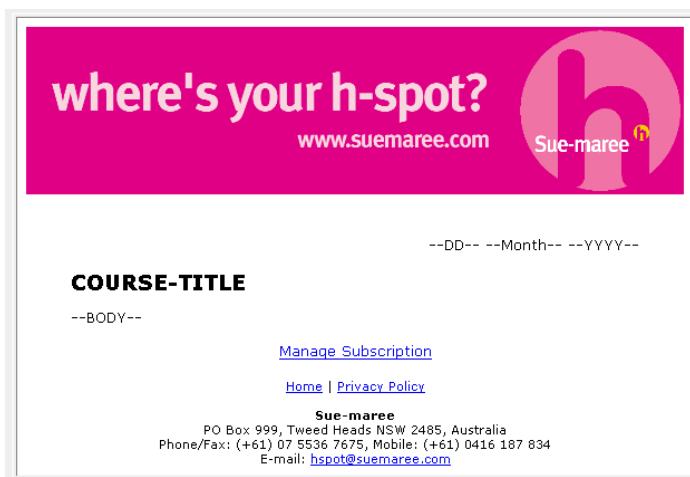 where's your h-spot?
www.suemaree.com
h
Sue-maree h
--DD-- --Month-- --YYYY--
COURSE-TITLE
--BODY--
Manage Subscription
Home | Privacy Policy
Sue-maree
PO Box 999, Tweed Heads NSW 2485, Australia
Phone/Fax: (+61) 07 5536 7675, Mobile: (+61) 0416 187 834
E-mail: hspot@suemaree.com